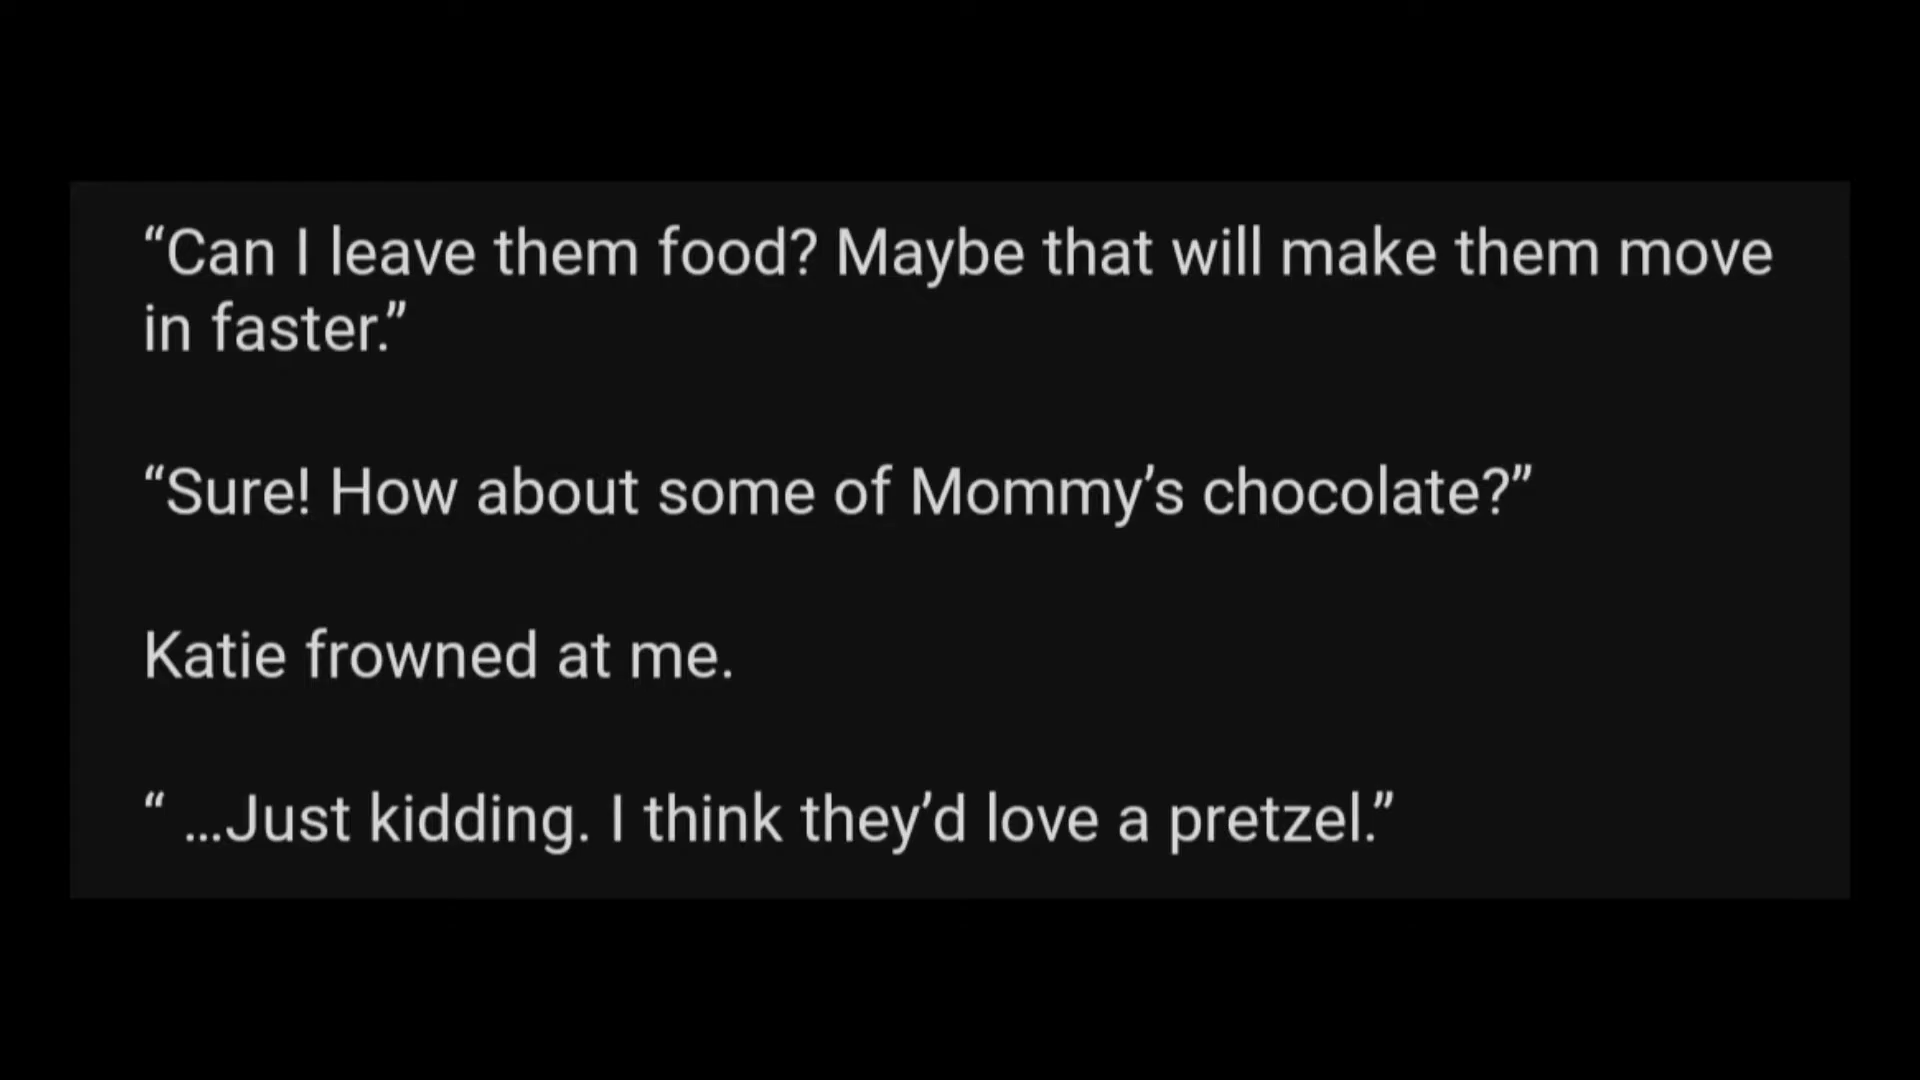 “Can I leave them food? Maybe that will make them move
in faster.”
“Sure! How about some of Mommy’s chocolate?”
Katie frowned at me.
“ …Just kidding. I think they’d love a pretzel.”